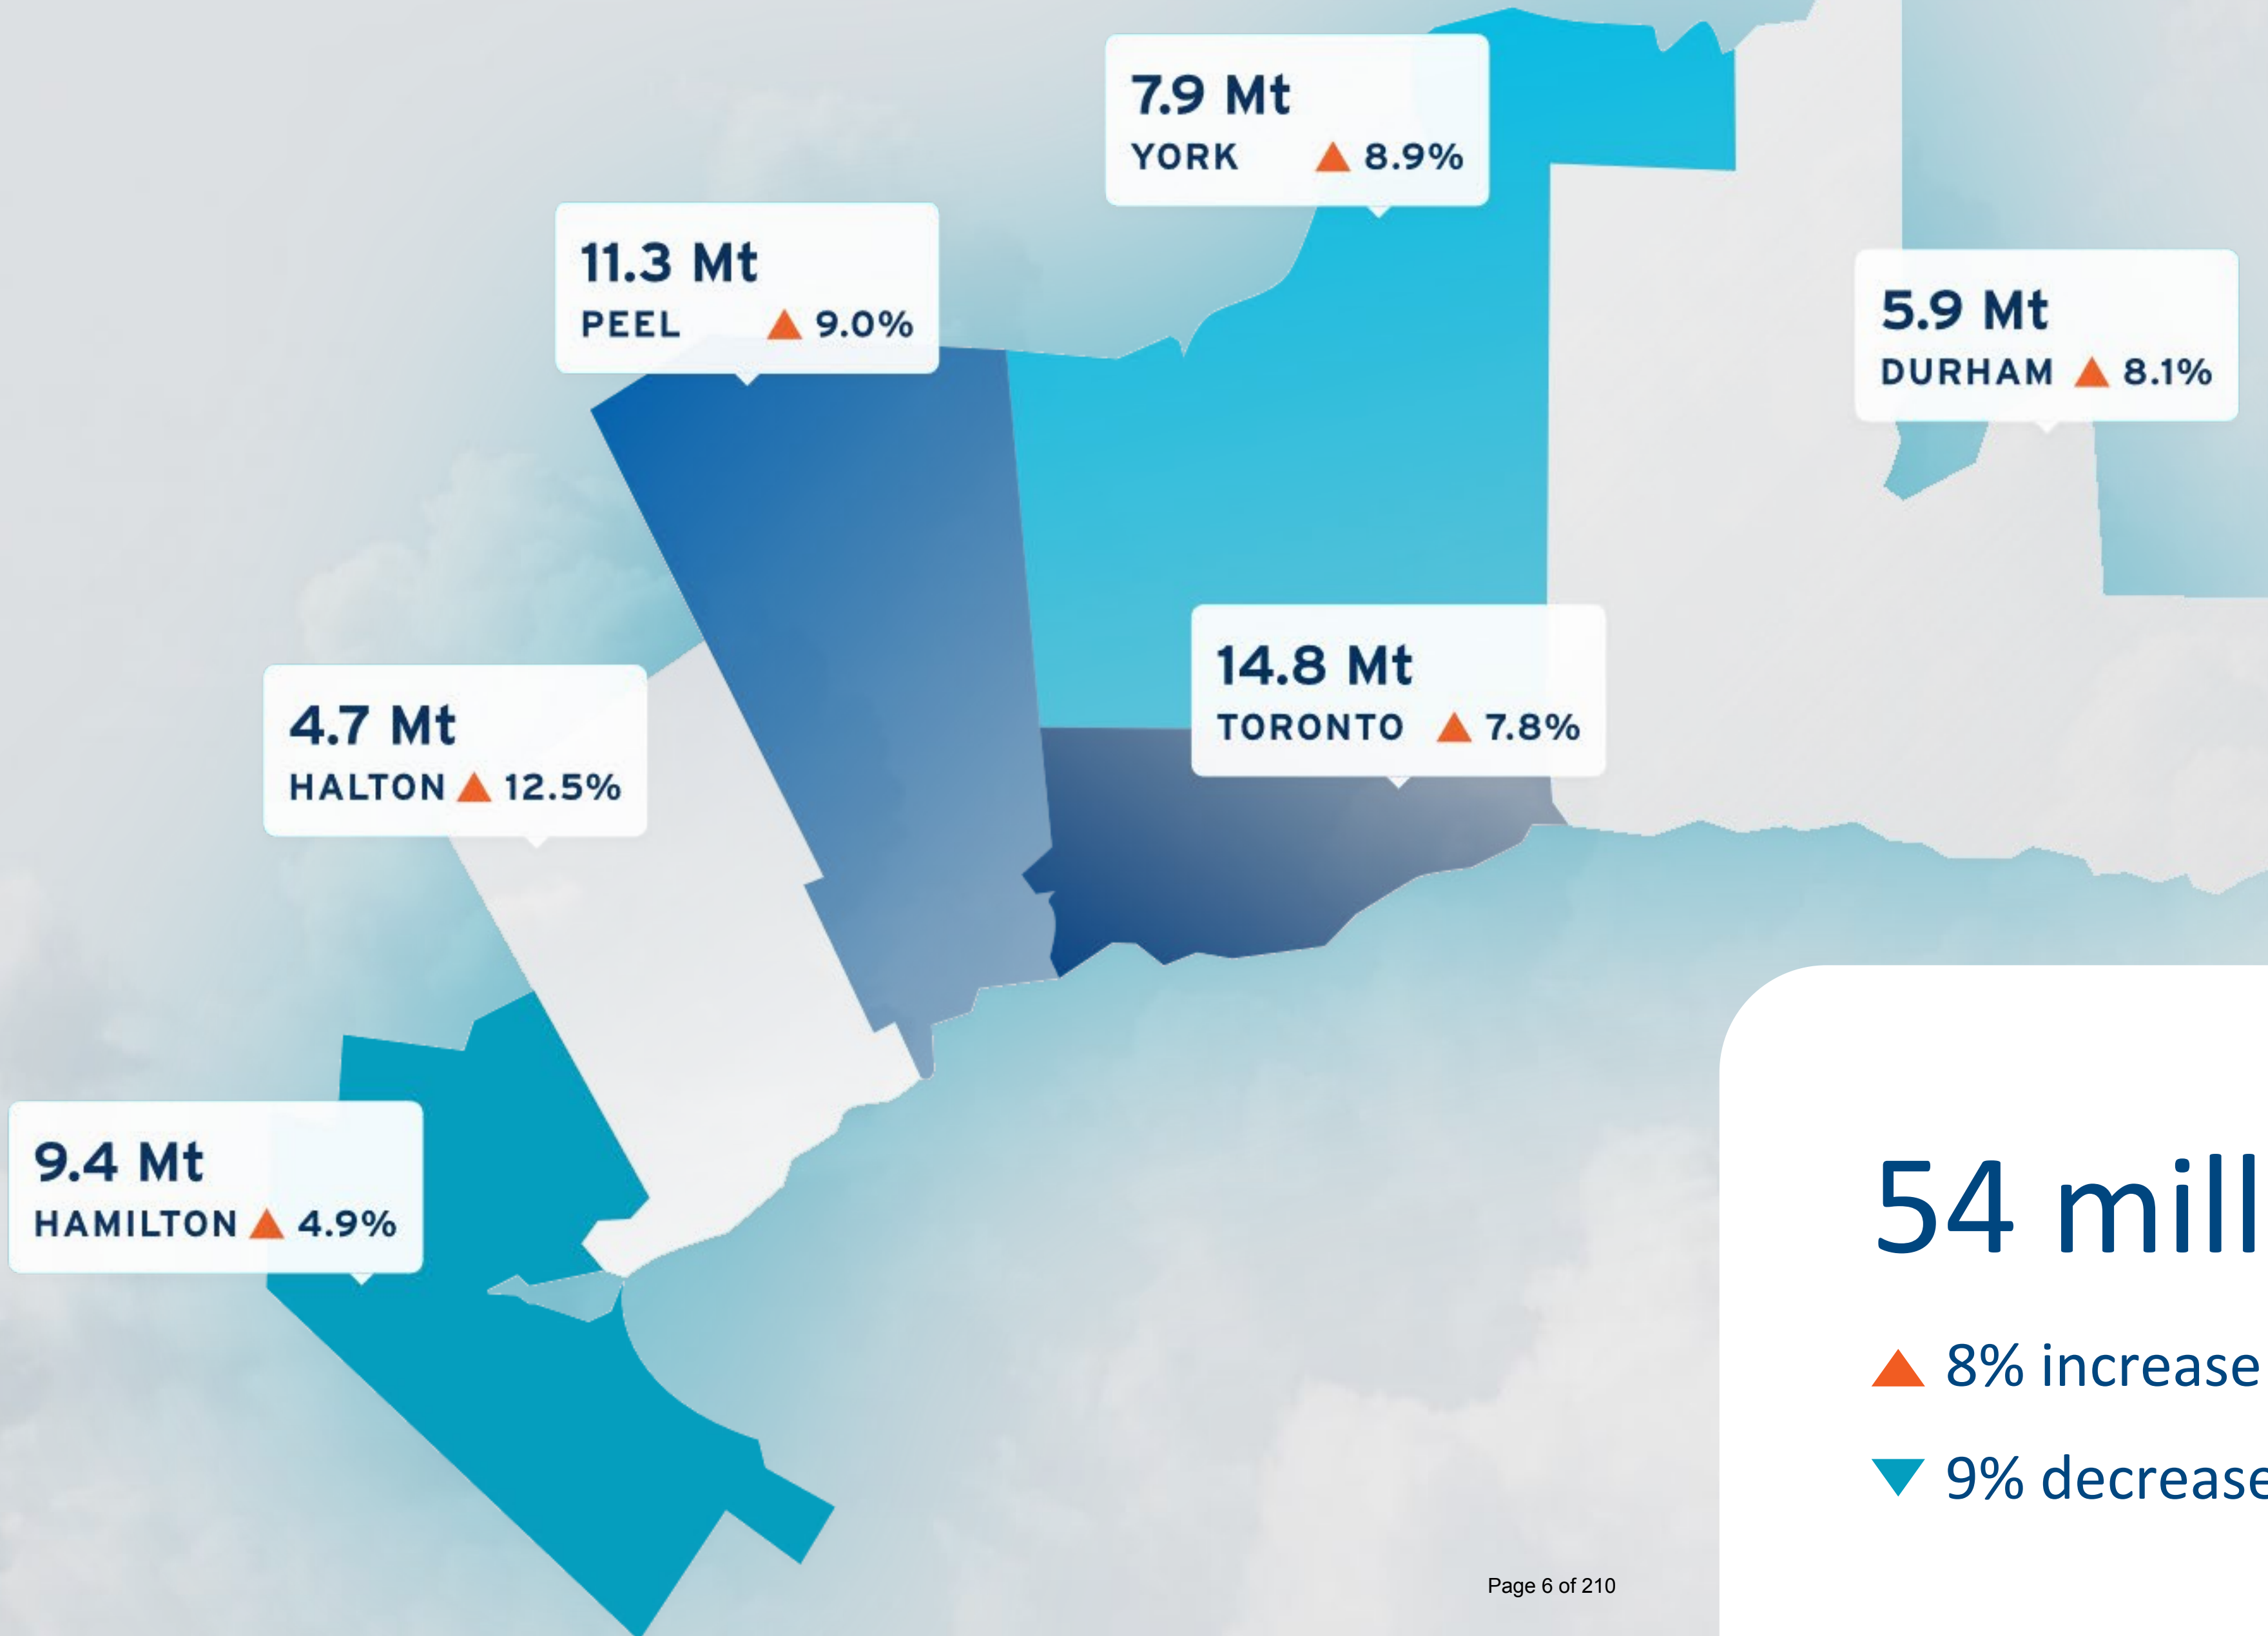 7.9 Mt
YORK ▲ 8.9%
11.3 Mt
PEEL ▲ 9.0%
5.9 Mt
DURHAM ▲ 8.1%
14.8 Mt
TORONTO ▲ 7.8%
4.7 Mt
HALTON ▲ 12.5%
9.4 Mt
HAMILTON ▲ 4.9%
54 mill
▲ 8% increase
▼ 9% decrease
Page 6 of 210